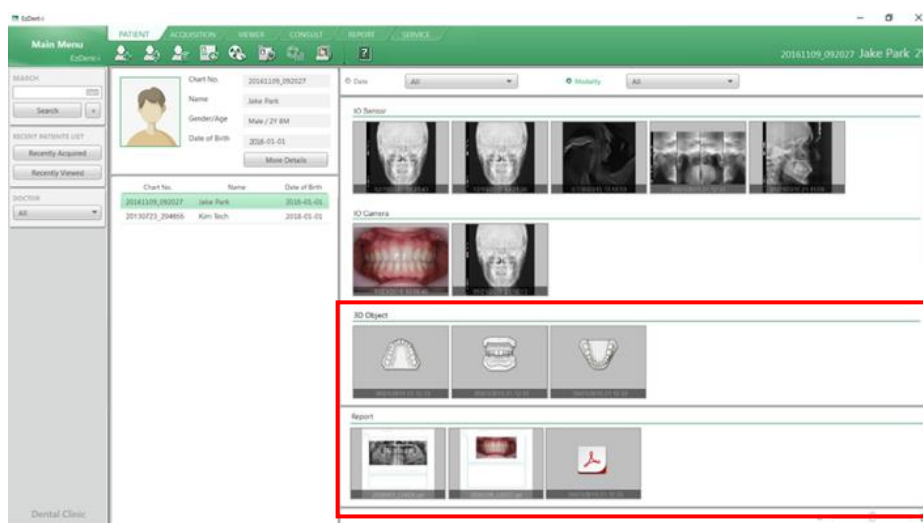 EzDent-i
Main Menu
EzDent-i
PATIENT ACQUISITION VIEWER CONSULT REPORT SERVICE
20161109_092027 Jake Park
SEARCH
Search
+
RECENT PATIENTS LIST
Recently Acquired
Recently Viewed
DOCTOR
All
Dental Clinic
Chart No. 20161109_092027
Name Jake Park
Gender/Age Male / 2Y 8M
Date of Birth 2016-01-01
More Details
Chart No. Name Date of Birth
20161109_092027 Jake Park 2016-01-01
Kim Tech 2018-01-01
Date All Modality All
IO Sensor
IO Camera
3D Object
Report